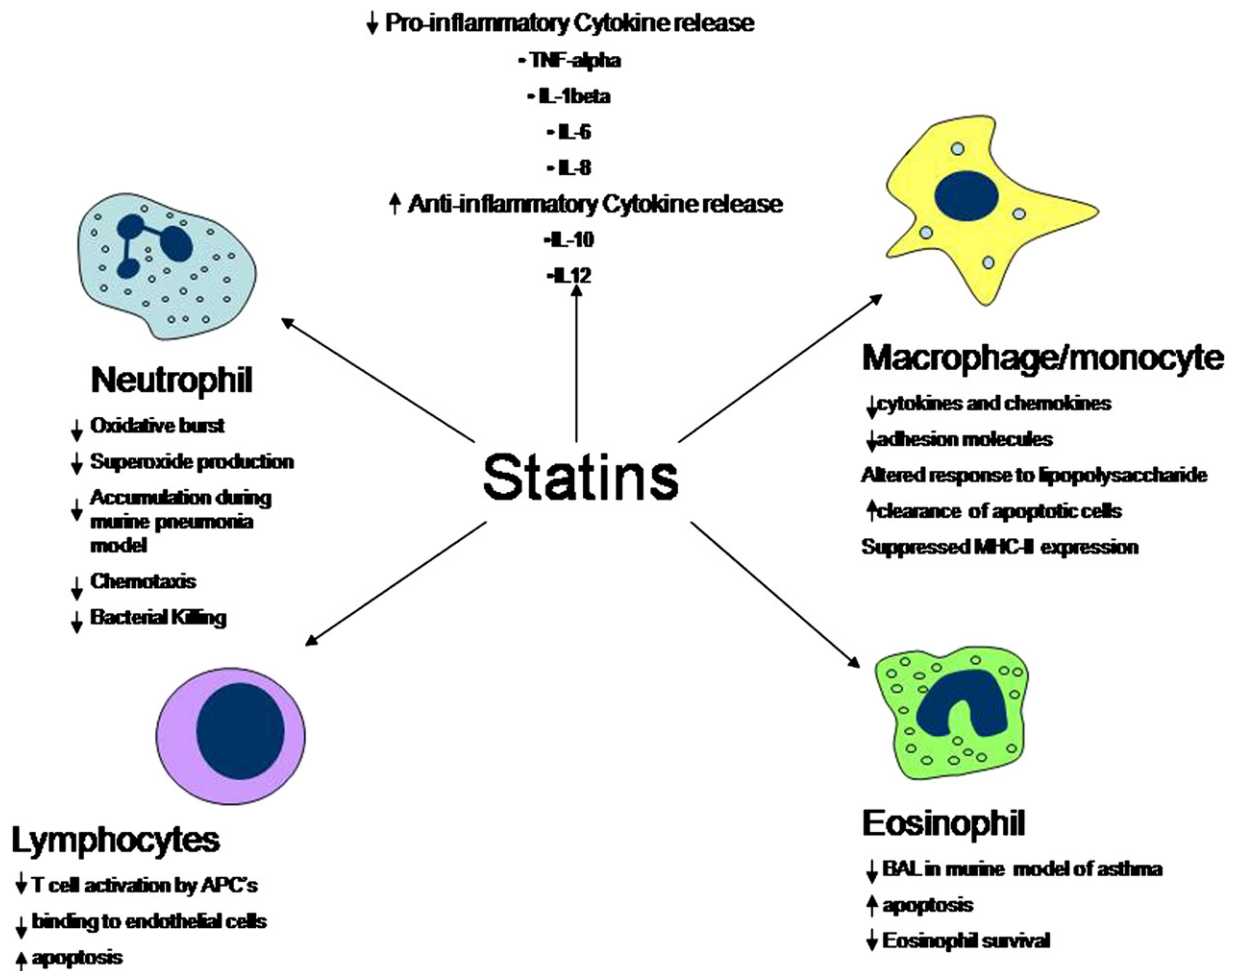 ↓ Pro-inflammatory Cytokine release
- TNF-alpha
- IL-1beta
- IL-6
- IL-8
↑ Anti-inflammatory Cytokine release
-IL-10
-IL12
Neutrophil
↓ Oxidative burst
↓ Superoxide production
↓ Accumulation during
murine pneumonia
model
↓ Chemotaxis
↓ Bacterial Killing
Macrophage/monocyte
↓cytokines and chemokines
↓adhesion molecules
Altered response to lipopolysaccharide
↑clearance of apoptotic cells
Suppressed MHC-II expression
Statins
Lymphocytes
↓ T cell activation by APC's
↓ binding to endothelial cells
↑ apoptosis
Eosinophil
↓ BAL in murine model of asthma
↑ apoptosis
↓ Eosinophil survival